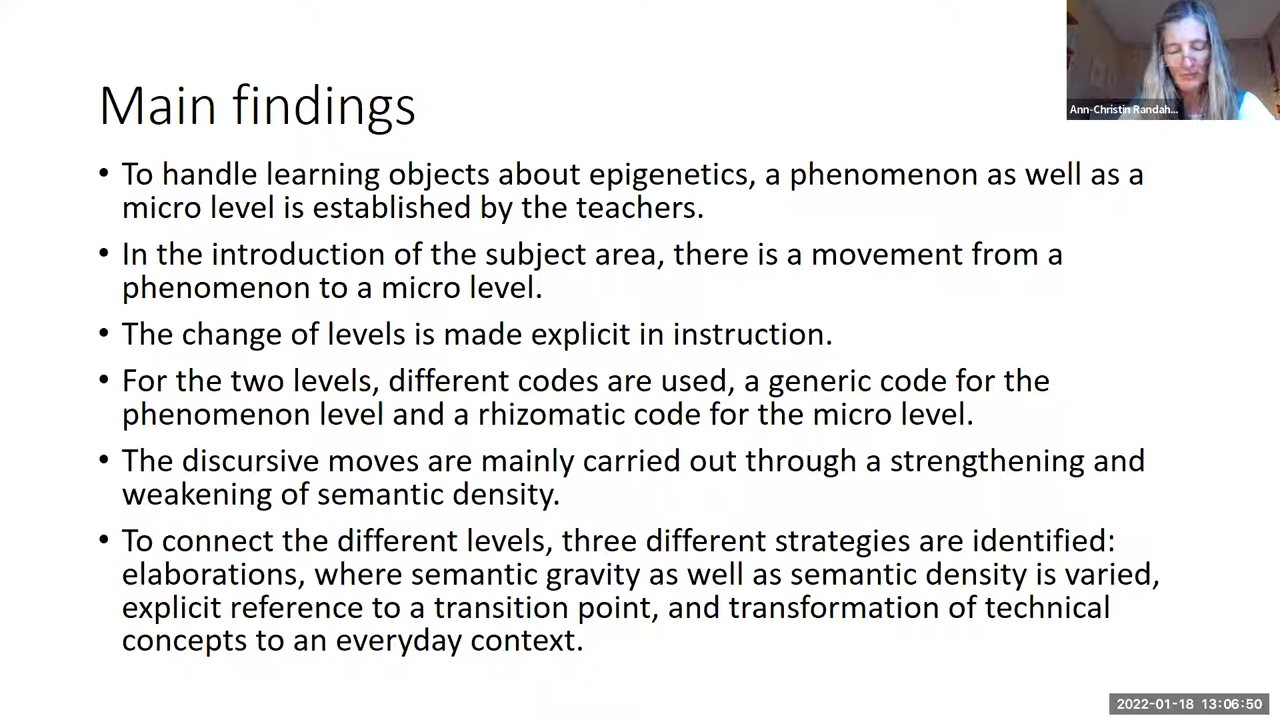 Ann-Christin Randah...
Main findings
• To handle learning objects about epigenetics, a phenomenon as well as a
micro level is established by the teachers.
• In the introduction of the subject area, there is a movement from a
phenomenon to a micro level.
• The change of levels is made explicit in instruction.
• For the two levels, different codes are used, a generic code for the
phenomenon level and a rhizomatic code for the micro level.
• The discursive moves are mainly carried out through a strengthening and
weakening of semantic density.
• To connect the different levels, three different strategies are identified:
elaborations, where semantic gravity as well as semantic density is varied,
explicit reference to a transition point, and transformation of technical
concepts to an everyday context.
2022-01-18 13:06:50